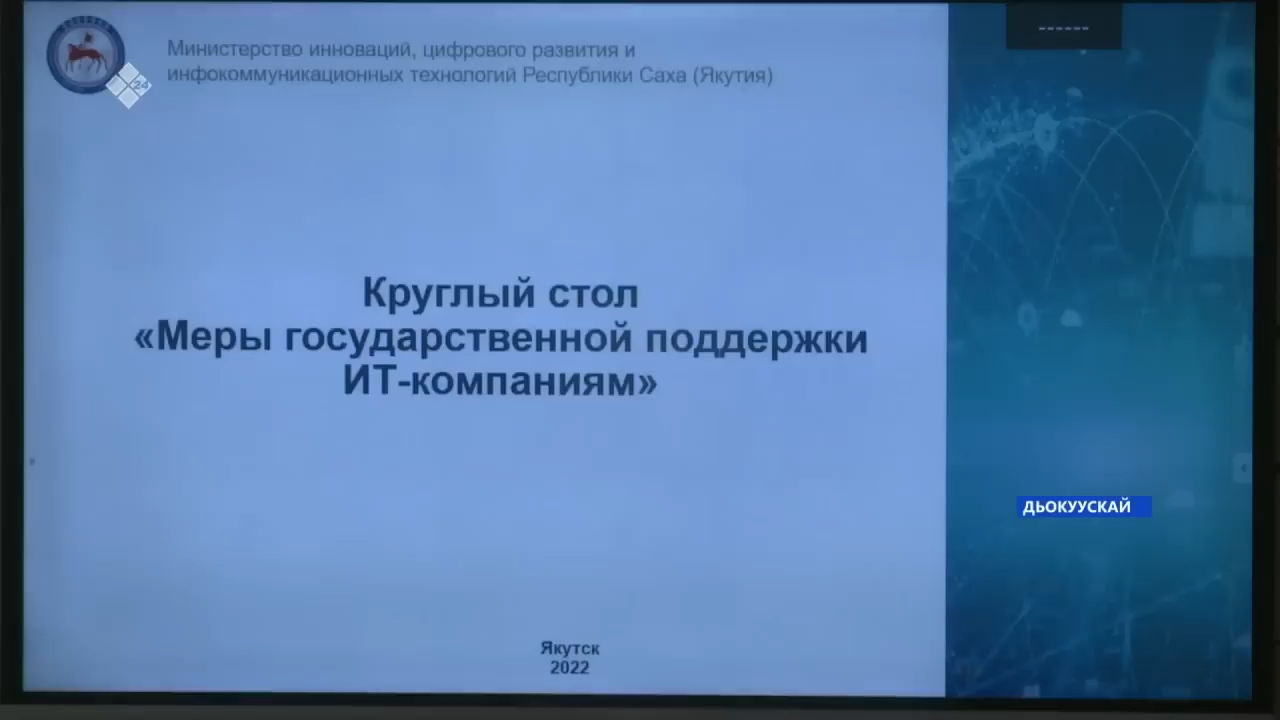 Министерство инноваций, цифрового развития и
инфокоммуникационных технологий Республики Саха (Якутия)
24
Круглый стол
«Меры государственной поддержки
ИТ-компаниям»
ДЬОКУУСКАЙ
Якутск
2022